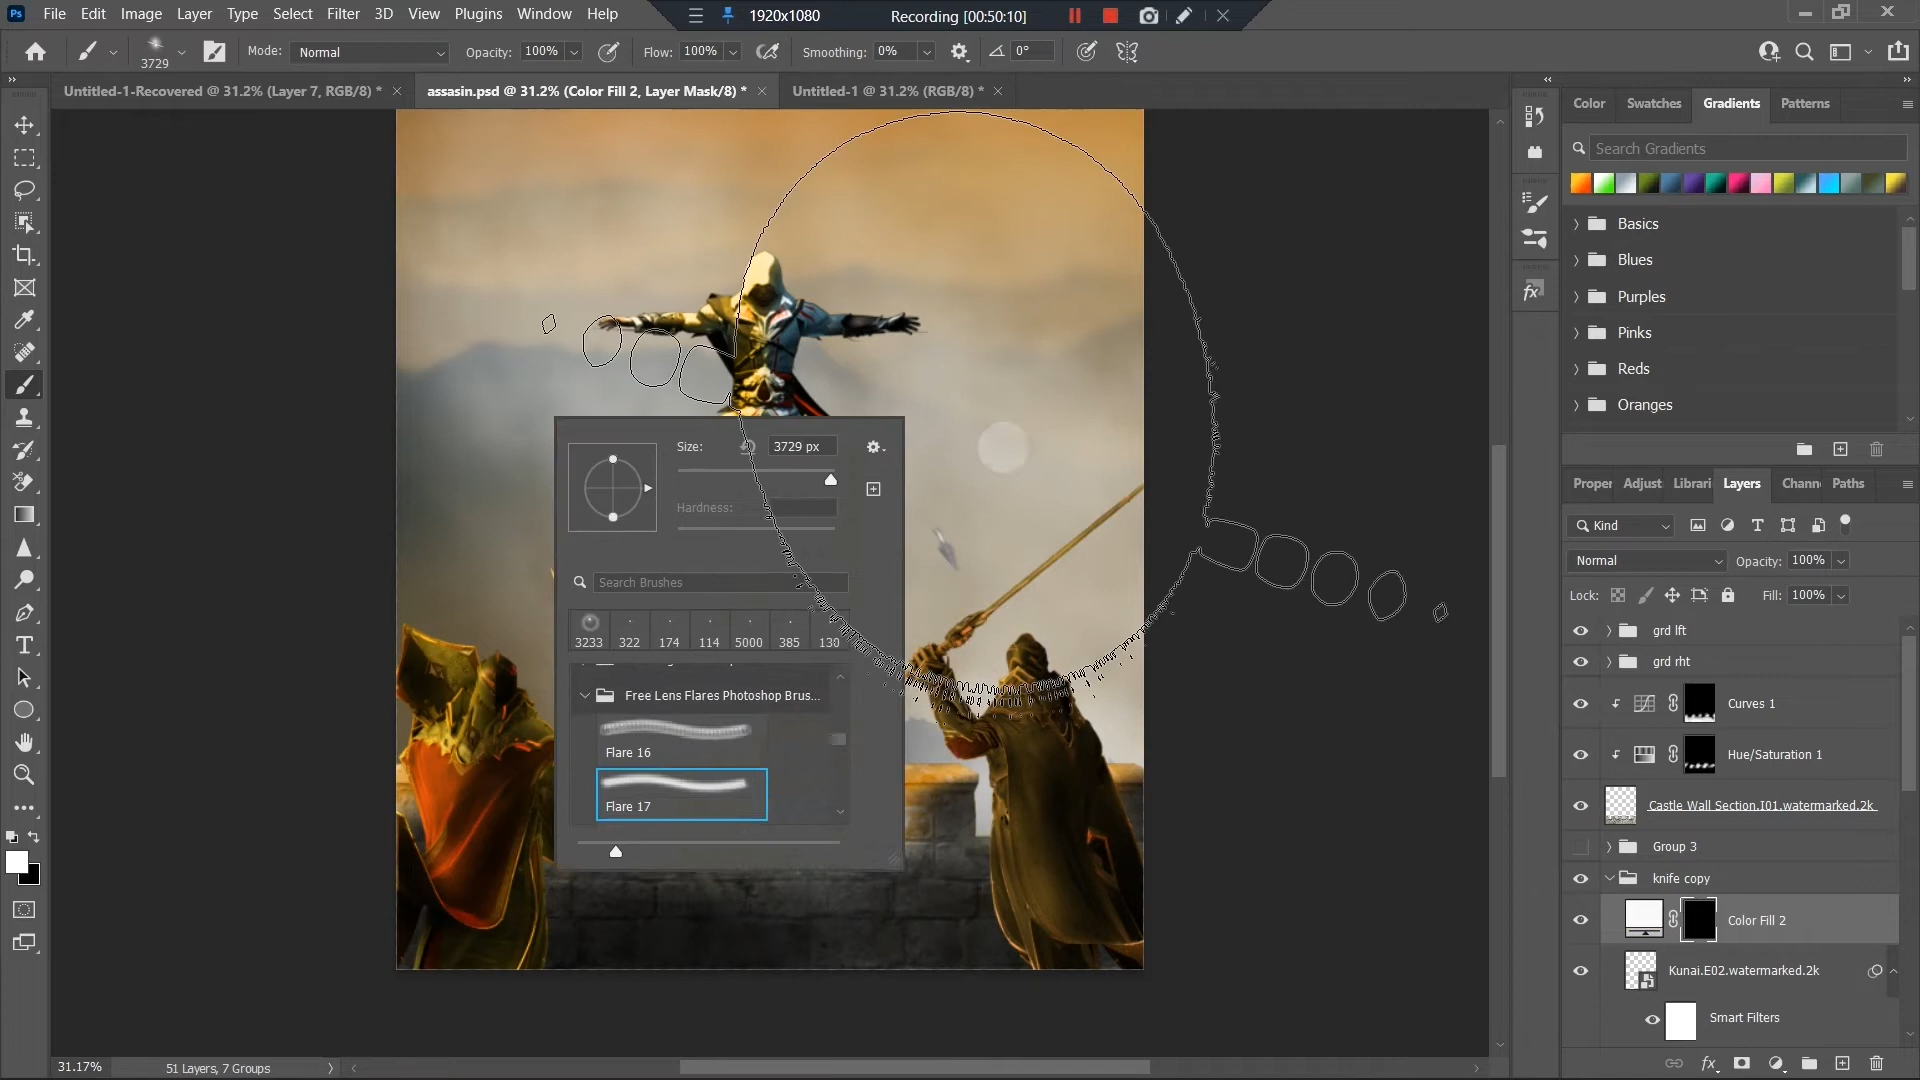 Ps File Edit Image Layer Type Select Filter 3D View Plugins Window Help
1920x1080 Recording [00:50:10]
3729 Mode: Normal Opacity: 100% Flow: 100% Smoothing: 0% 0°
Untitled-1-Recovered @ 31.2% (Layer 7, RGB/8) * assasin.psd @ 31.2% (Color Fill 2, Layer Mask/8) * Untitled-1 @ 31.2% (RGB/8) *
Color Swatches Gradients Patterns
Search Gradients
Basics
Blues
Purples
Pinks
Reds
Oranges
Size: 3729 px
Hardness:
Search Brushes
3233 322 174 114 5000 385 130
Free Lens Flares Photoshop Brus...
Flare 16
Flare 17
Proper Adjust Librari Layers Chann Paths
Kind
Normal Opacity: 100%
Lock: Fill: 100%
grd lft
grd rht
Curves 1
Hue/Saturation 1
Castle Wall Section.I01.watermarked.2k
Group 3
knife copy
Color Fill 2
Kunai.E02.watermarked.2k
Smart Filters
fx
31.17% 51 Layers, 7 Groups